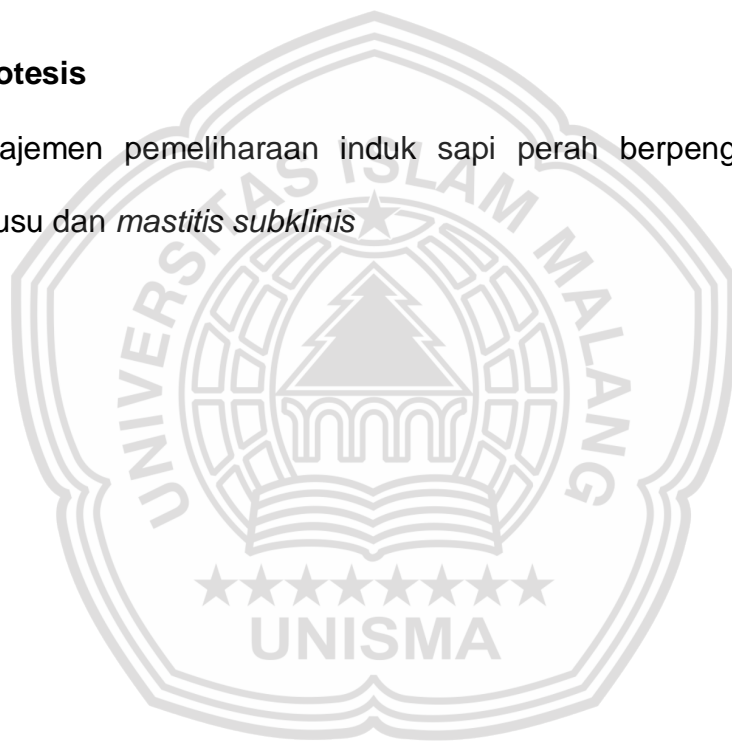 otesis
ajemen pemeliharaan induk sapi perah berpeng
usu dan mastitis subklinis
UNIVERSITAS ISLAM MALANG
UNISMA